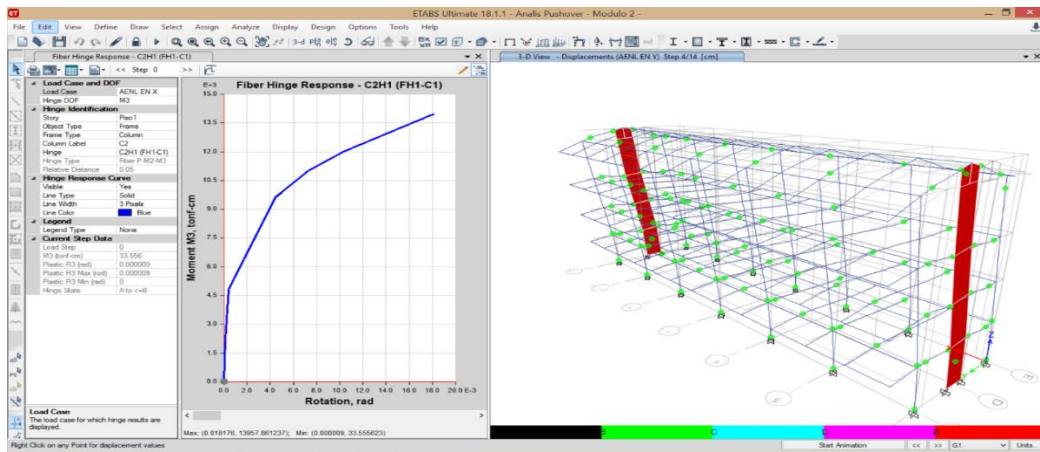 ET
ETABS Ultimate 18.1.1 - Analis Pushover - Modulo 2 -
File Edit View Define Draw Select Assign Analyze Display Design Options Tools Help
Fiber Hinge Response - C2H1 (FH1-C1)
<< Step 0 >>
Load Case and DOF
Load Case AENL EN X
Hinge DOF M3
Hinge Identification
Story Piso1
Object Type Frame
Frame Type Column
Column Label C2
Hinge C2H1 (FH1-C1)
Hinge Type Fiber P-M2-M3
Relative Distance 0.05
Hinge Response Curve
Visible Yes
Line Type Solid
Line Width 3 Pixels
Line Color Blue
Legend
Legend Type None
Current Step Data
Load Step 0
M3 (tonf-cm) 33.556
Plastic R3 (rad) 0.000009
Plastic R3 Max (rad) 0.000009
Plastic R3 Min (rad) 0
Hinge State A to <=B
Load Case
The load case for which hinge results are
displayed.
Fiber Hinge Response - C2H1 (FH1-C1)
E+3
15.0
13.5
12.0
10.5
9.0
7.5
6.0
4.5
3.0
1.5
0.0
Moment M3, tonf-cm
0.0 2.0 4.0 6.0 8.0 10.0 12.0 14.0 16.0 18.0 20.0 E-3
Rotation, rad
Max: (0.018176, 13957.861237); Min: (0.000009, 33.555623)
3-D View - Displacements (AENL EN Y) Step 4/14 [cm]
Z
B C D E
Right Click on any Point for displacement values
Start Animation << >> G1 Units...